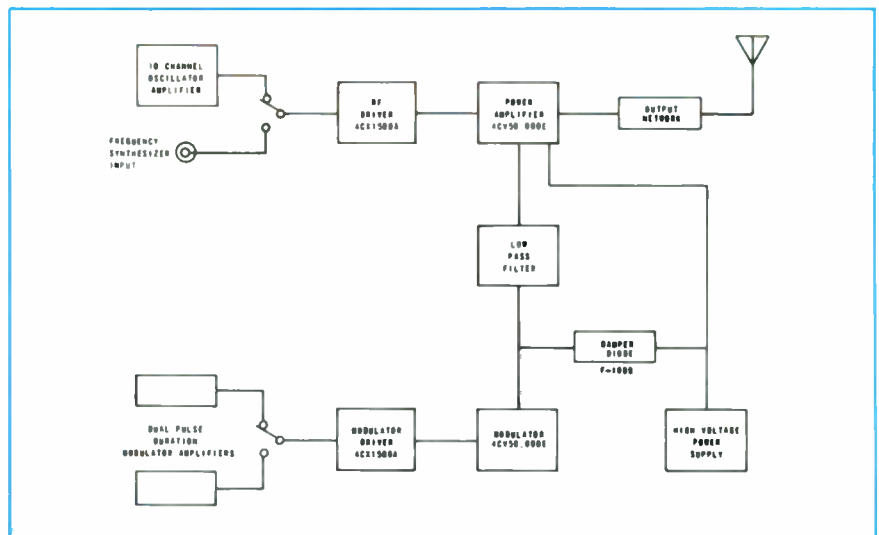 10 CHANNEL
OSCILLATOR
AMPLIFIER
FREQUENCY
SYNTHESIZER
INPUT
RF
DRIVER
4CX1500A
POWER
AMPLIFIER
4CV50,000E
OUTPUT
NETWORK
LOW
PASS
FILTER
DAMPER
DIODE
DUAL PULSE
DURATION
MODULATOR AMPLIFIERS
MODULATOR
DRIVER
4CX1500A
MODULATOR
4CV50,000E
HIGH VOLTAGE
POWER
SUPPLY